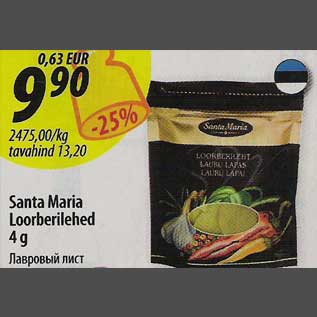 0,63 EUR
9 90
-25%
2475,00/kg
tavahind 13,20
Santa Maria
LOORBERILEHT
LAURU LAPAS
LAURŲ LAPAI
Santa Maria
Loorberilehed
4 g
Лавровый лист